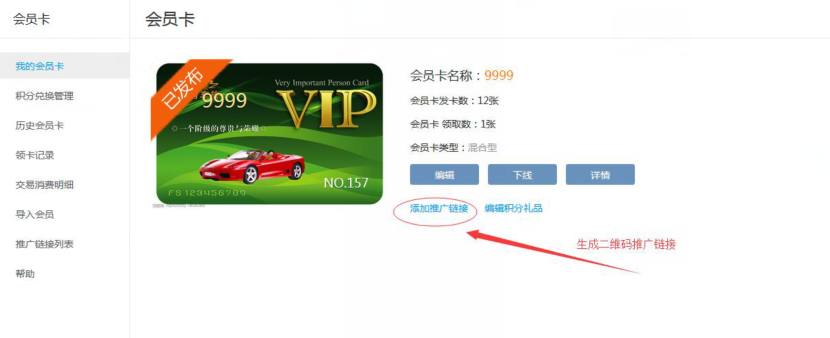 会员卡
会员卡
我的会员卡
积分兑换管理
历史会员卡
领卡记录
交易消费明细
导入会员
推广链接列表
帮助
已发布
9999
Very Important Person Card
VIP
一个阶级的尊贵与荣耀
NO.157
FS 123456789
会员卡名称：9999
会员卡发卡数：12张
会员卡 领取数：1张
会员卡类型：混合型
编辑
下线
详情
添加推广链接
编辑积分礼品
生成二维码推广链接